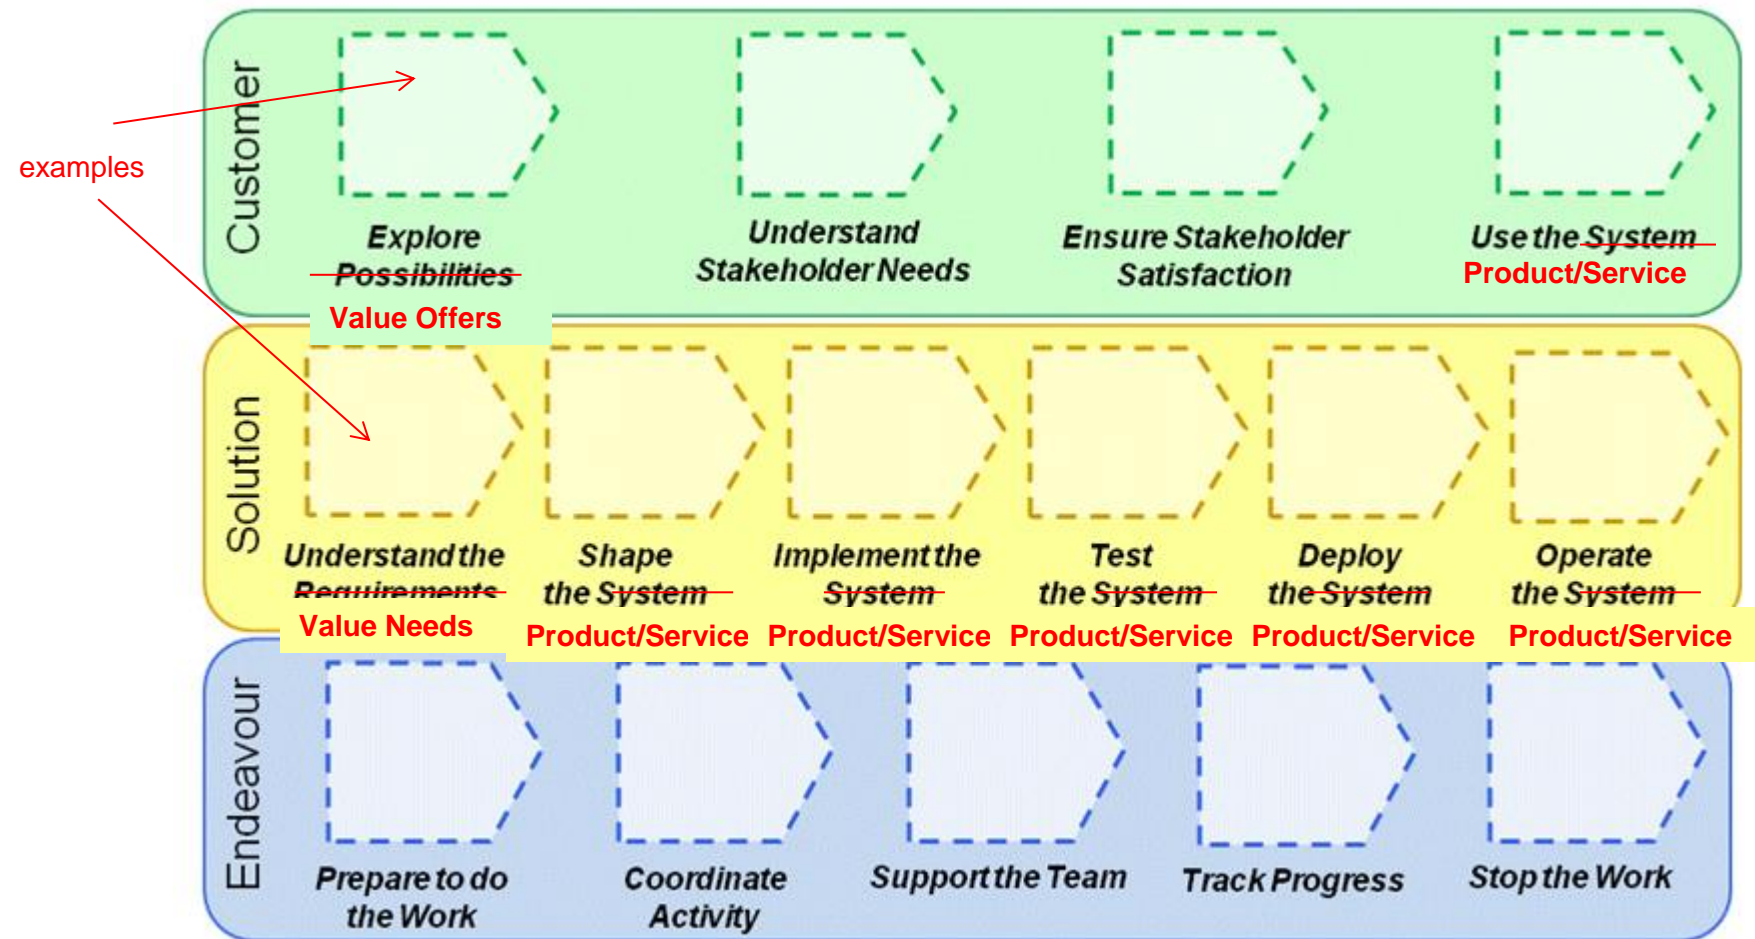 examples
Customer
Explore
Possibilities
Value Offers
Understand
Stakeholder Needs
Ensure Stakeholder
Satisfaction
Use the System
Product/Service
Solution
Understand the
Requirements
Value Needs
Shape
the System
Product/Service
Implement the
System
Product/Service
Test
the System
Product/Service
Deploy
the System
Product/Service
Operate
the System
Product/Service
Endeavour
Prepare to do
the Work
Coordinate
Activity
Support the Team
Track Progress
Stop the Work